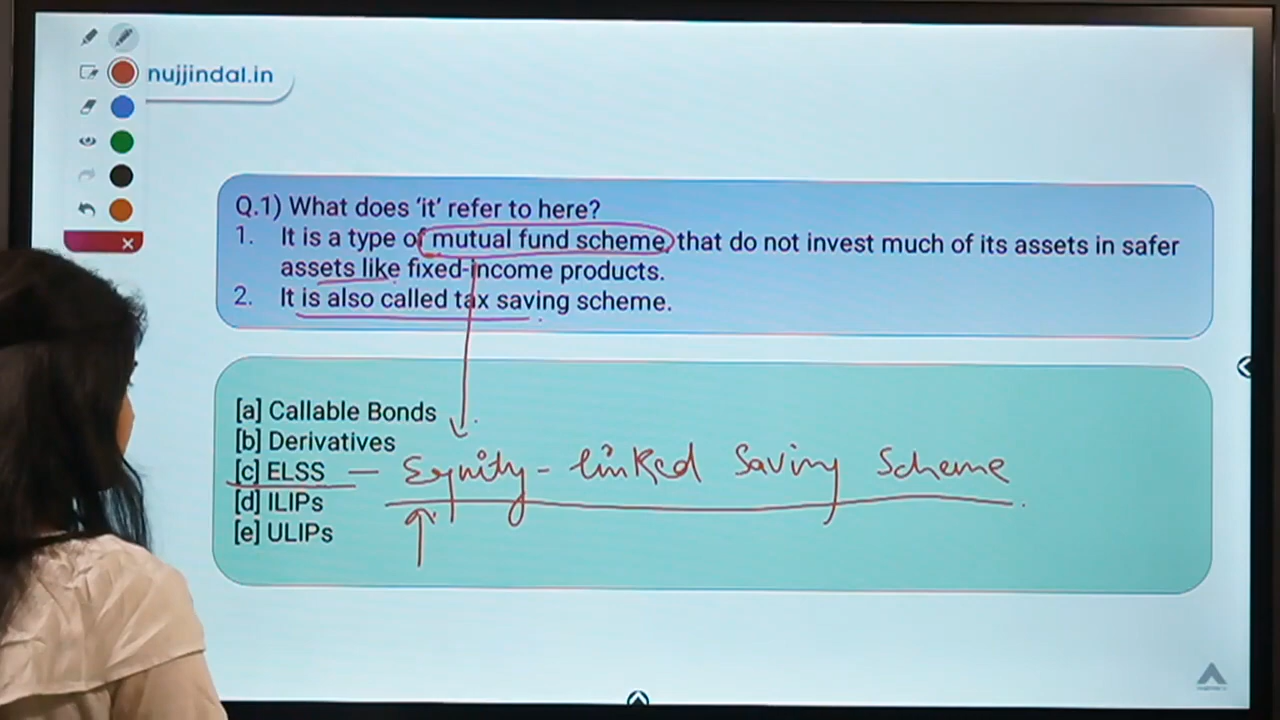 nujjindal.in
Q.1) What does ‘it’ refer to here?
1. It is a type of mutual fund scheme that do not invest much of its assets in safer
assets like fixed-income products.
2. It is also called tax saving scheme.
[a] Callable Bonds
[b] Derivatives
[c] ELSS — Equity - linked Saving Scheme
[d] ILIPs
[e] ULIPs